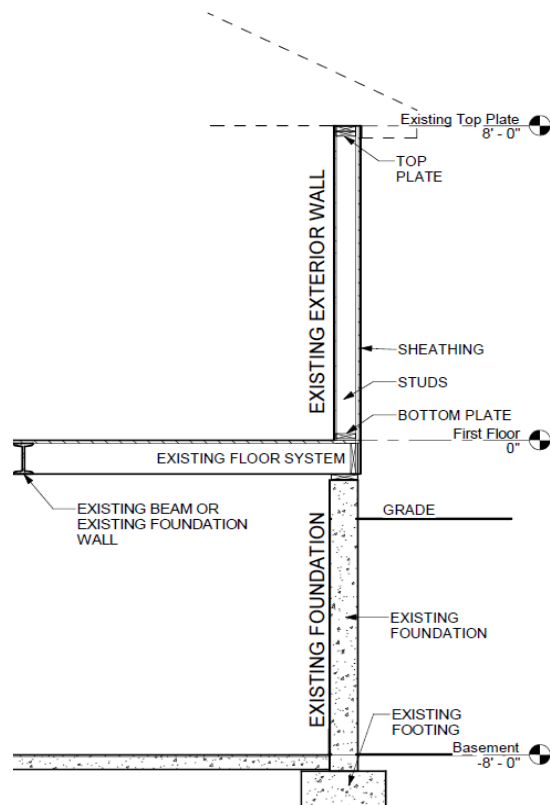 Existing Top Plate
8' - 0"
TOP
PLATE
EXISTING EXTERIOR WALL
SHEATHING
STUDS
BOTTOM PLATE
First Floor
0"
EXISTING FLOOR SYSTEM
EXISTING BEAM OR
EXISTING FOUNDATION
WALL
GRADE
EXISTING FOUNDATION
EXISTING
FOUNDATION
EXISTING
FOOTING
Basement
-8' - 0"